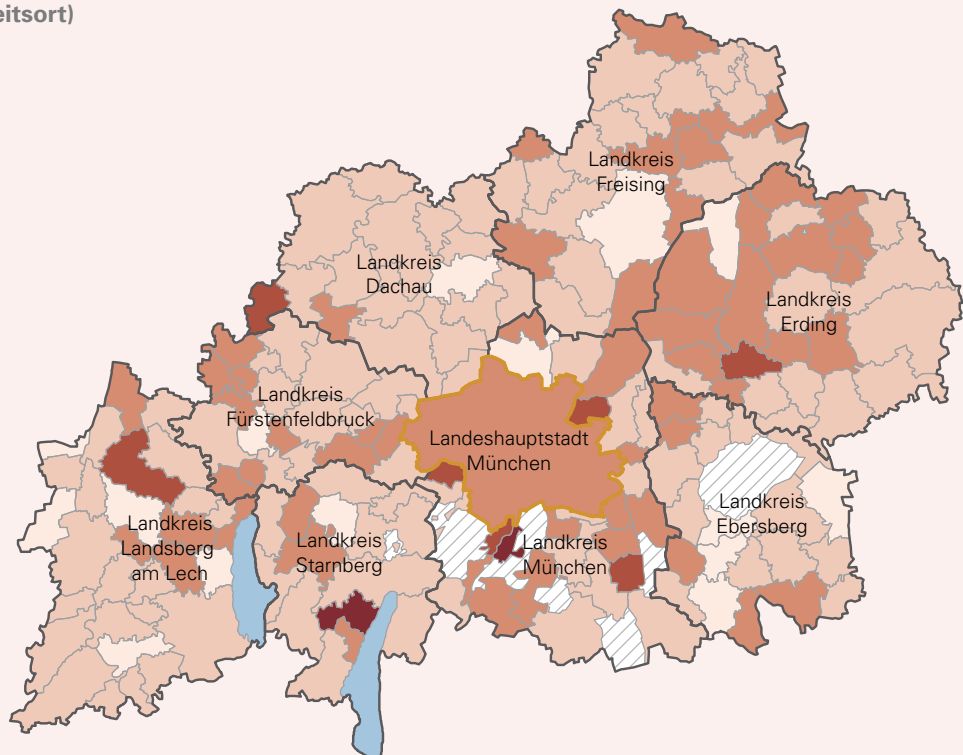 eitsort)
Landkreis
Freising
Landkreis
Dachau
Landkreis
Erding
Landkreis
Fürstenfeldbruck
Landeshauptstadt
München
Landkreis
Ebersberg
Landkreis
Landsberg
am Lech
Landkreis
Starnberg
Landkreis
München